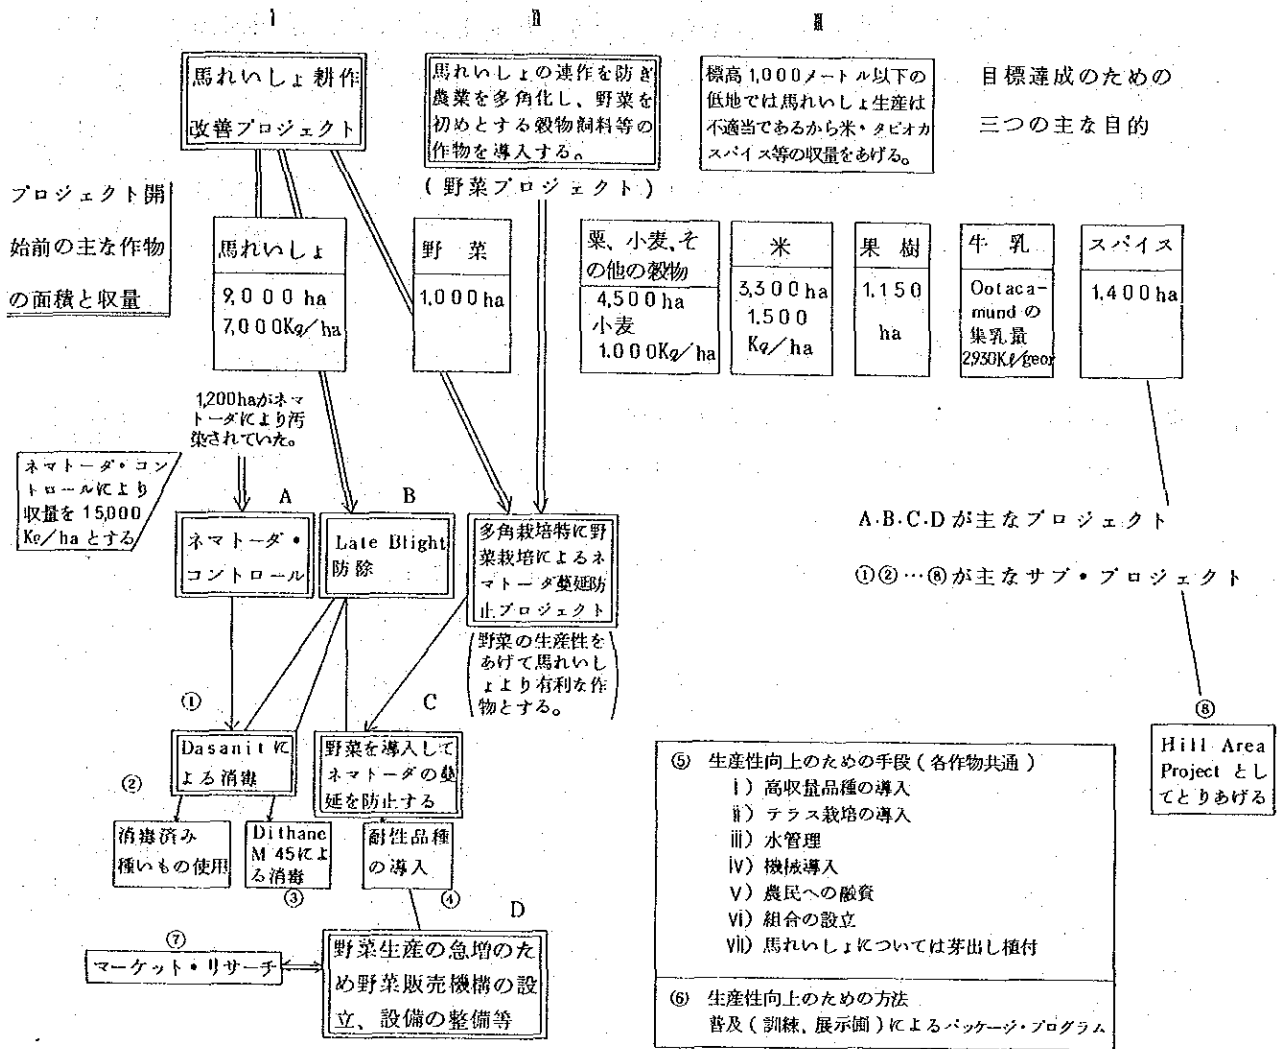 I
II
III
馬れいしょ耕作
改善プロジェクト
馬れいしょの連作を防ぎ
農業を多角化し、野菜を
初めとする穀物飼料等の
作物を導入する。
(野菜プロジェクト)
標高1,000メートル以下の
低地では馬れいしょ生産は
不適当であるから米・タピオカ
スパイス等の収量をあげる。
目標達成のための
三つの主な目的
プロジェクト開
始前の主な作物
の面積と収量
馬れいしょ
9,000ha
7,000Kg/ha
野菜
1,000ha
粟、小麦、そ
の他の穀物
4,500ha
小麦
1.000Kg/ha
米
3,300ha
1.500
Kg/ha
果樹
1,150
ha
牛乳
Ootaca-
mundの
集乳量
2,930Kℓ/geor
スパイス
1,400ha
1,200haがネマ
トーダにより汚
染されていた。
ネマトーダ・コン
トロールにより
収量を15,000
Kg/haとする
A
ネマトーダ・
コントロール
B
Late Blight
防除
多角栽培特に野
菜栽培によるネ
マトーダ蔓延防
止プロジェクト
(野菜の生産性を
あげて馬れいし
ょより有利な作
物とする。)
A.B.C.Dが主なプロジェクト
①②…⑧が主なサブ・プロジェクト
①
Dasanitに
よる消毒
C
野菜を導入して
ネマトーダの蔓
延を防止する
②
消毒済み
種いもの使用
Dithane
M45によ
る消毒
③
耐性品種
の導入
④
D
野菜生産の急増のた
め野菜販売機構の設
立、設備の整備等
⑦
マーケット・リサーチ
⑤ 生産性向上のための手段(各作物共通)
i) 高収量品種の導入
ii) テラス栽培の導入
iii) 水管理
iv) 機械導入
v) 農民への融資
vi) 組合の設立
vii) 馬れいしょについては芽出し植付
⑥ 生産性向上のための方法
普及(訓練、展示圃)によるパッケージ・プログラム
⑧
Hill Area
Projectとし
てとりあげる